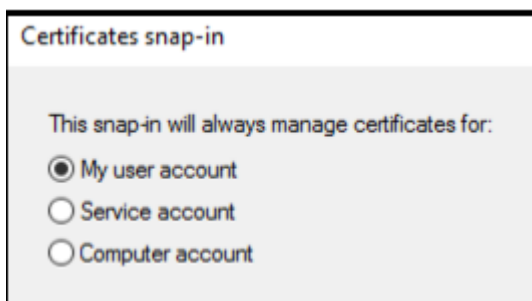 Certificates snap-in
This snap-in will always manage certificates for:
My user account
Service account
Computer account